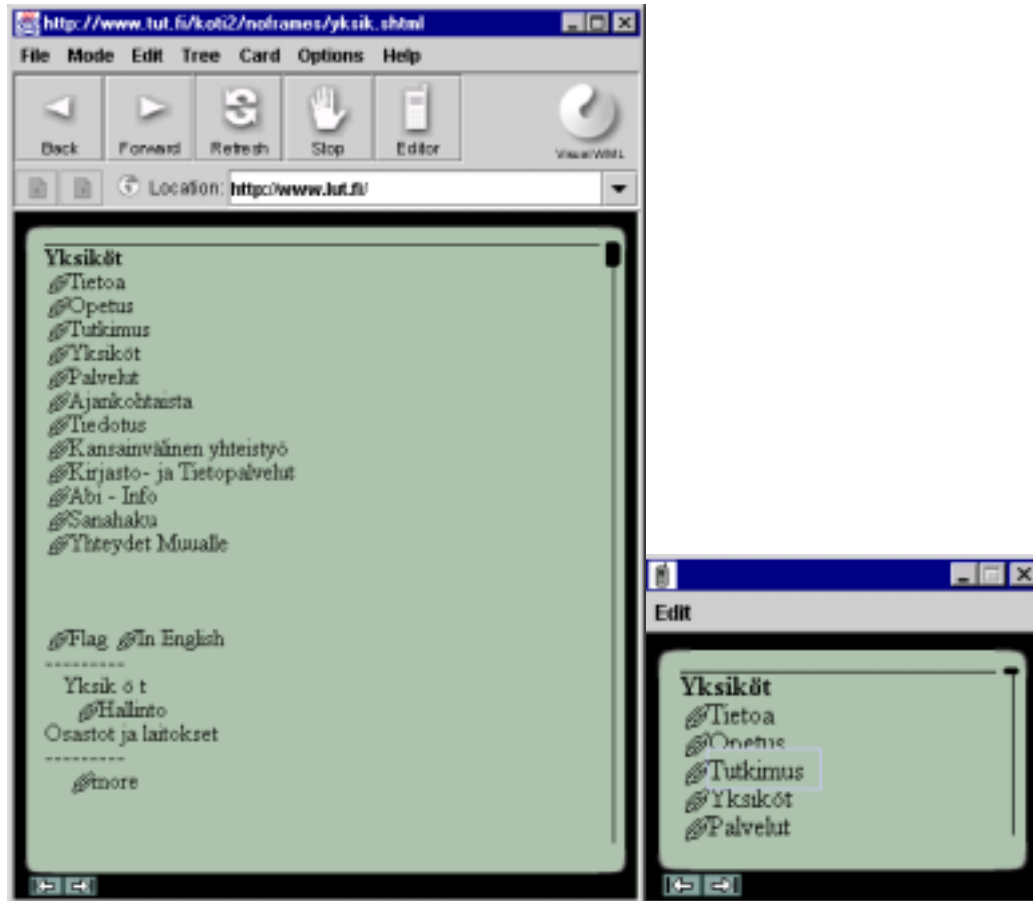 http://www.tut.fi/koti2/noframes/yksik.shtml
File Mode Edit Tree Card Options Help
Back Forward Refresh Stop Editor VisualWML
Location: http://www.tut.fi/
Yksiköt
Tietoa
Opetus
Tutkimus
Yksiköt
Palvelut
Ajankohtaista
Tiedotus
Kansainvälinen yhteistyö
Kirjasto- ja Tietopalvelut
Abi - Info
Sanahaku
Yhteydet Muualle
Flag In English
---------
Yksik ö t
Hallinto
Osastot ja laitokset
---------
more
Edit
Yksiköt
Tietoa
Opetus
Tutkimus
Yksiköt
Palvelut